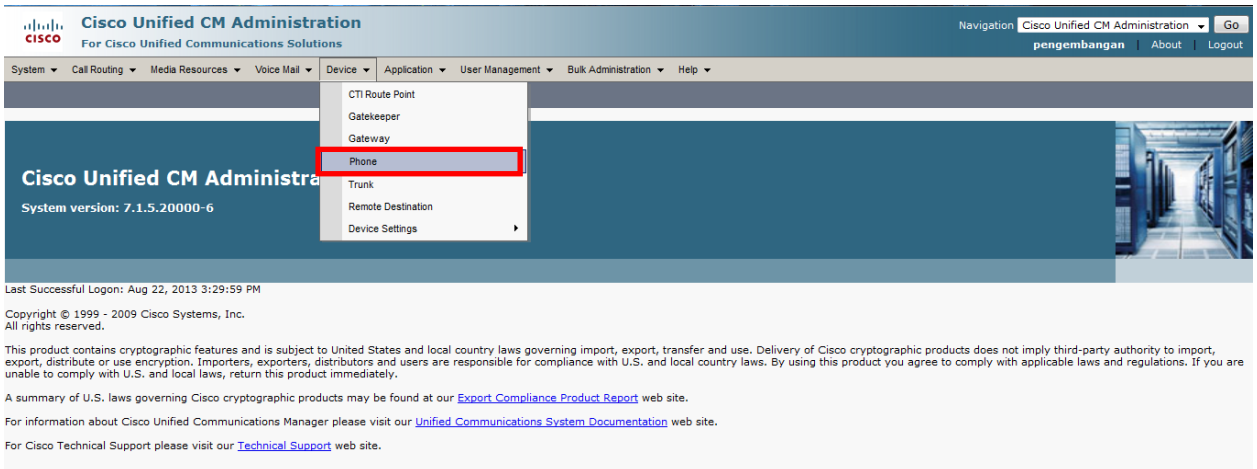 Cisco Unified CM Administration
For Cisco Unified Communications Solutions
CISCO
Navigation Cisco Unified CM Administration Go
pengembangan About Logout
System Call Routing Media Resources Voice Mail Device Application User Management Bulk Administration Help
CTI Route Point
Gatekeeper
Gateway
Phone
Trunk
Remote Destination
Device Settings
Cisco Unified CM Administra
System version: 7.1.5.20000-6
Last Successful Logon: Aug 22, 2013 3:29:59 PM
Copyright © 1999 - 2009 Cisco Systems, Inc.
All rights reserved.
This product contains cryptographic features and is subject to United States and local country laws governing import, export, transfer and use. Delivery of Cisco cryptographic products does not imply third-party authority to import,
export, distribute or use encryption. Importers, exporters, distributors and users are responsible for compliance with U.S. and local country laws. By using this product you agree to comply with applicable laws and regulations. If you are
unable to comply with U.S. and local laws, return this product immediately.
A summary of U.S. laws governing Cisco cryptographic products may be found at our Export Compliance Product Report web site.
For information about Cisco Unified Communications Manager please visit our Unified Communications System Documentation web site.
For Cisco Technical Support please visit our Technical Support web site.